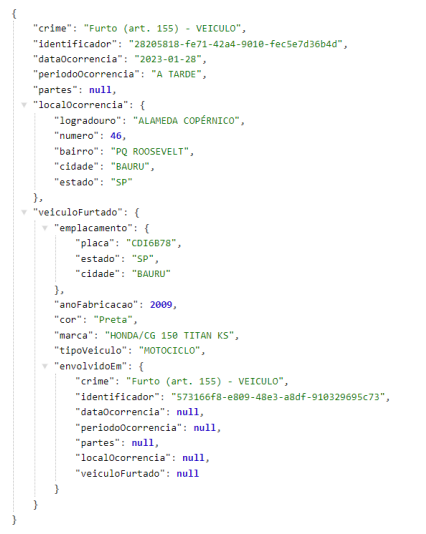 {
"crime": "Furto (art. 155) - VEICULO",
"identificador": "28205818-fe71-42a4-9010-fec5e7d36b4d",
"dataOcorrencia": "2023-01-28",
"periodoOcorrencia": "A TARDE",
"partes": null,
"localOcorrencia": {
"logradouro": "ALAMEDA COPÉRNICO",
"numero": 46,
"bairro": "PQ ROOSEVELT",
"cidade": "BAURU",
"estado": "SP"
},
"veiculoFurtado": {
"emplacamento": {
"placa": "CDI6B78",
"estado": "SP",
"cidade": "BAURU"
},
"anoFabricacao": 2009,
"cor": "Preta",
"marca": "HONDA/CG 150 TITAN KS",
"tipoVeiculo": "MOTOCICLO",
"envolvidoEm": {
"crime": "Furto (art. 155) - VEICULO",
"identificador": "573166f8-e809-48e3-a8df-910329695c73",
"dataOcorrencia": null,
"periodoOcorrencia": null,
"partes": null,
"localOcorrencia": null,
"veiculoFurtado": null
}
}
}